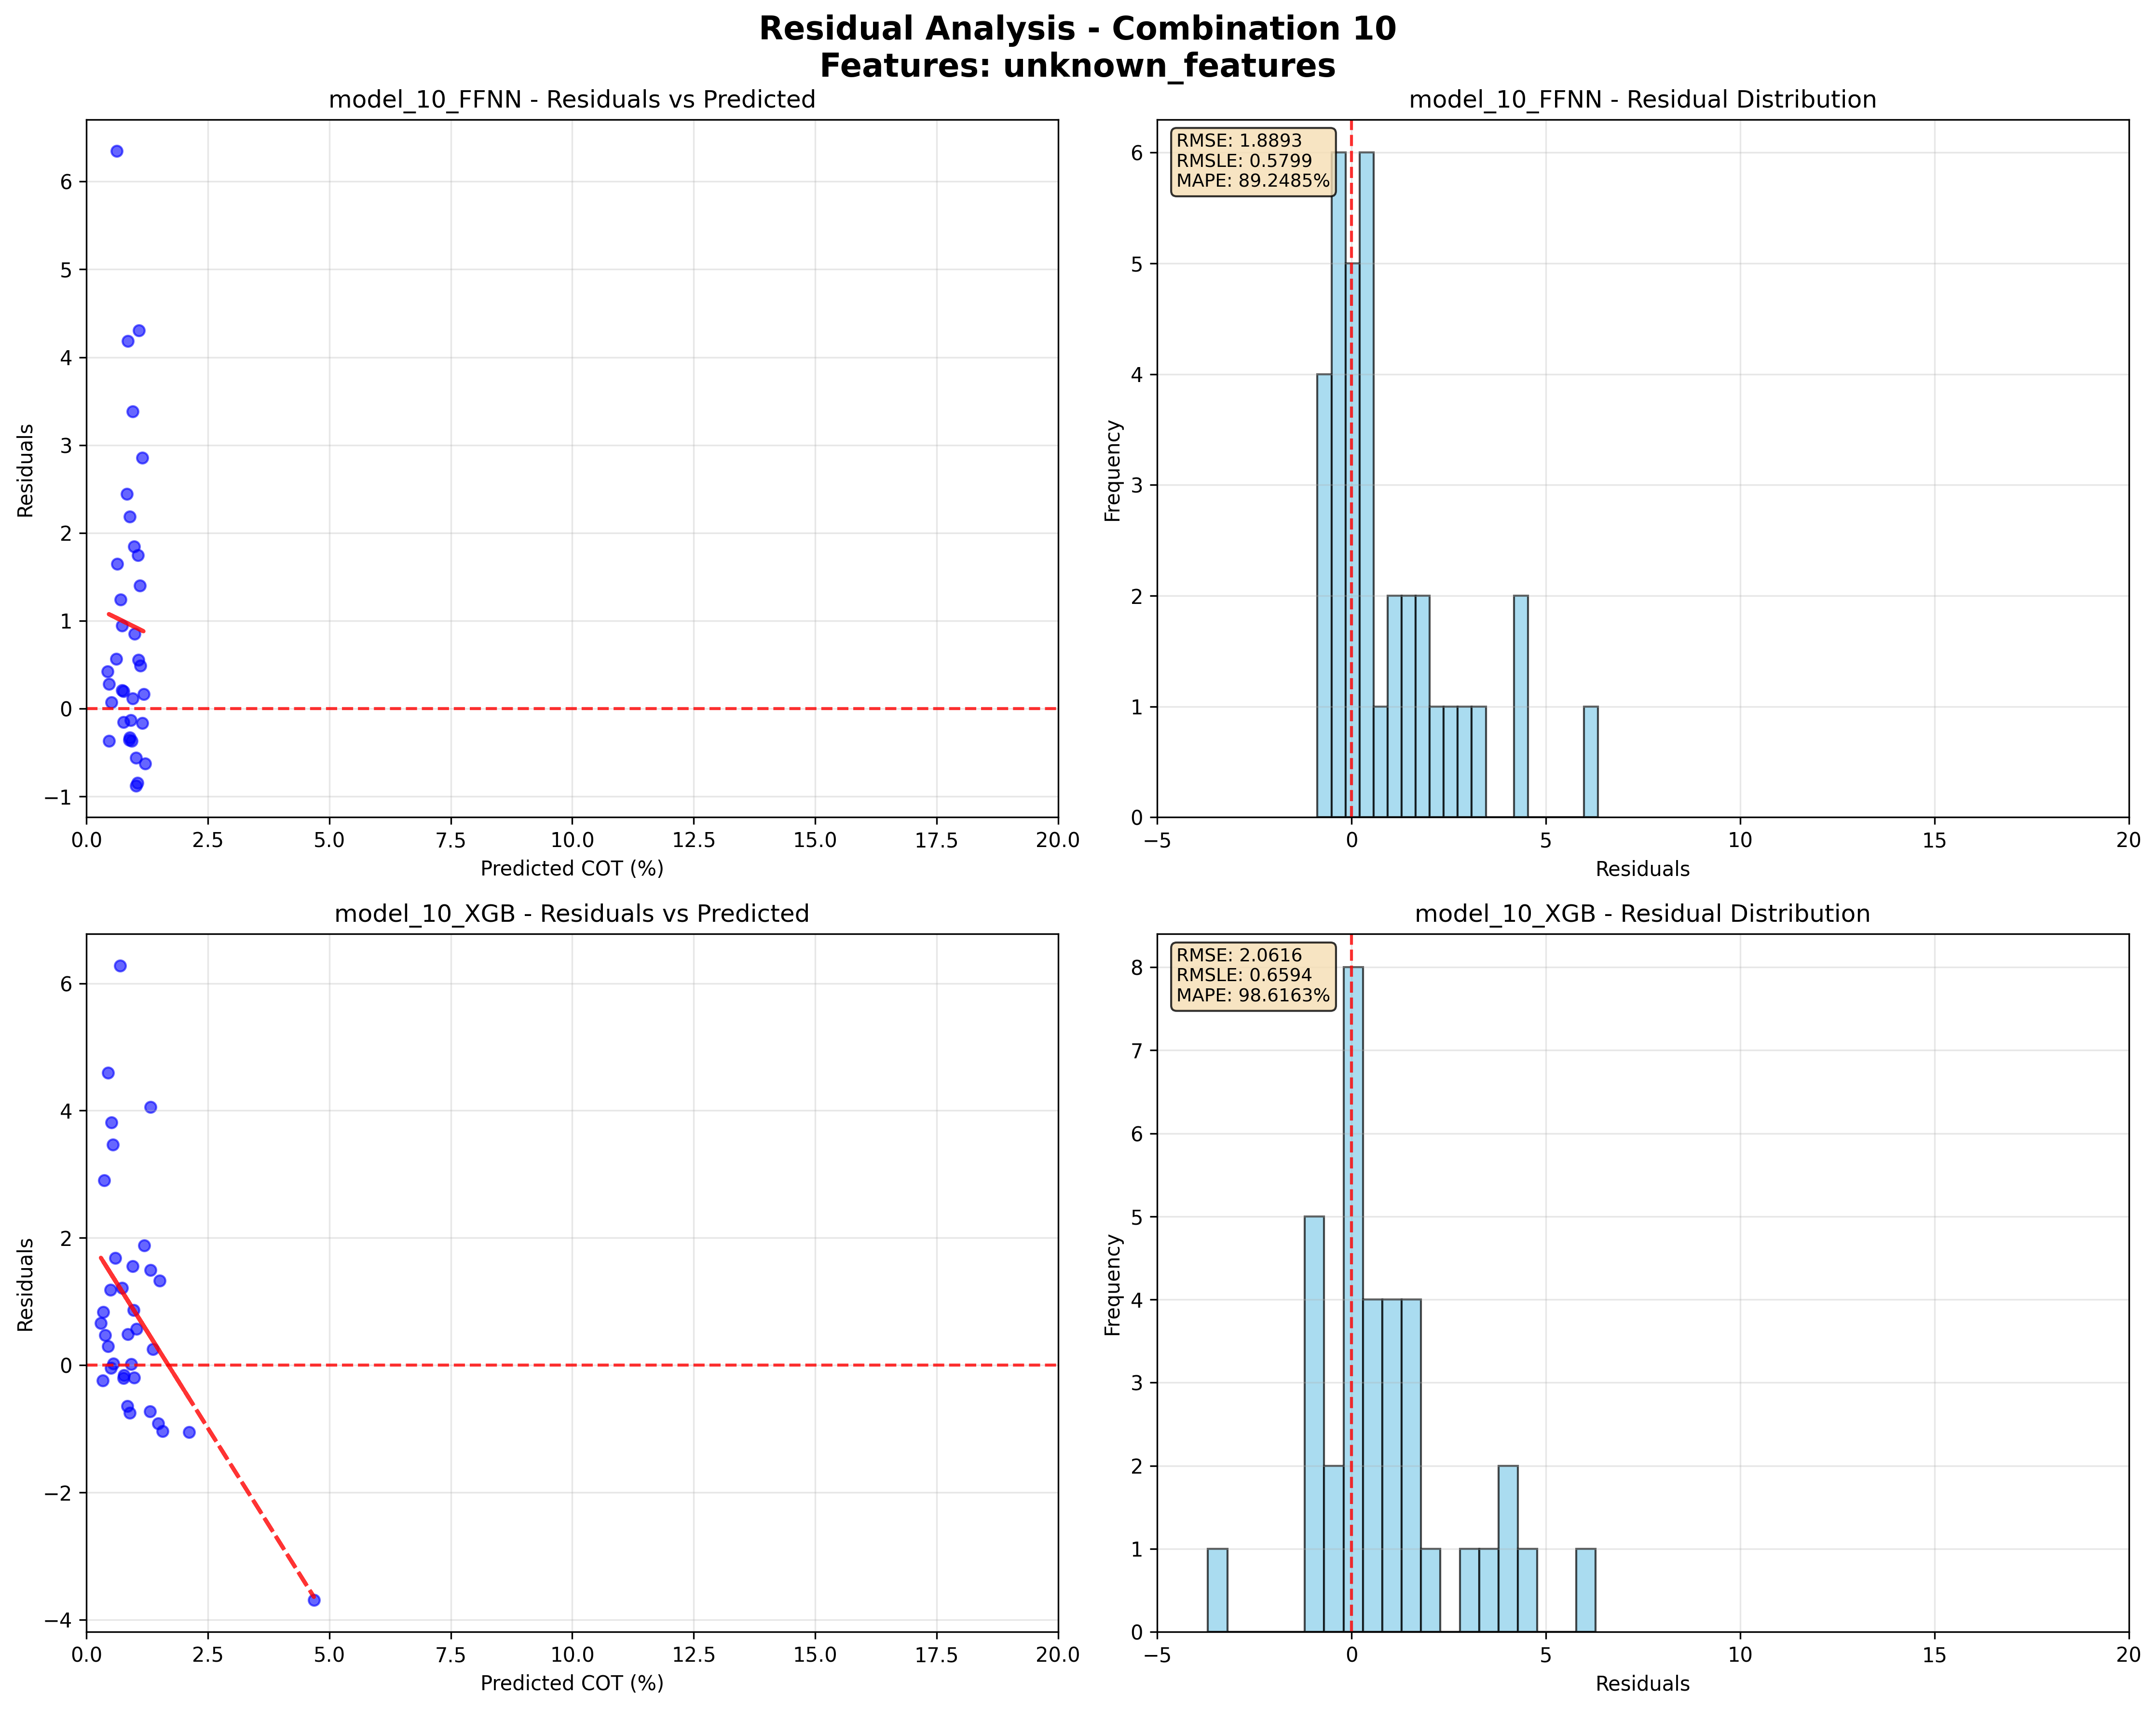 Residual Analysis - Combination 10
Features: unknown_features
model_10_FFNN - Residuals vs Predicted
6
5
4
3
2
1
0
−1
Residuals
0.0 2.5 5.0 7.5 10.0 12.5 15.0 17.5 20.0
Predicted COT (%)
model_10_FFNN - Residual Distribution
RMSE: 1.8893
RMSLE: 0.5799
MAPE: 89.2485%
6
5
4
3
2
1
0
Frequency
−5 0 5 10 15 20
Residuals
model_10_XGB - Residuals vs Predicted
6
4
2
0
−2
−4
Residuals
0.0 2.5 5.0 7.5 10.0 12.5 15.0 17.5 20.0
Predicted COT (%)
model_10_XGB - Residual Distribution
RMSE: 2.0616
RMSLE: 0.6594
MAPE: 98.6163%
8
7
6
5
4
3
2
1
0
Frequency
−5 0 5 10 15 20
Residuals